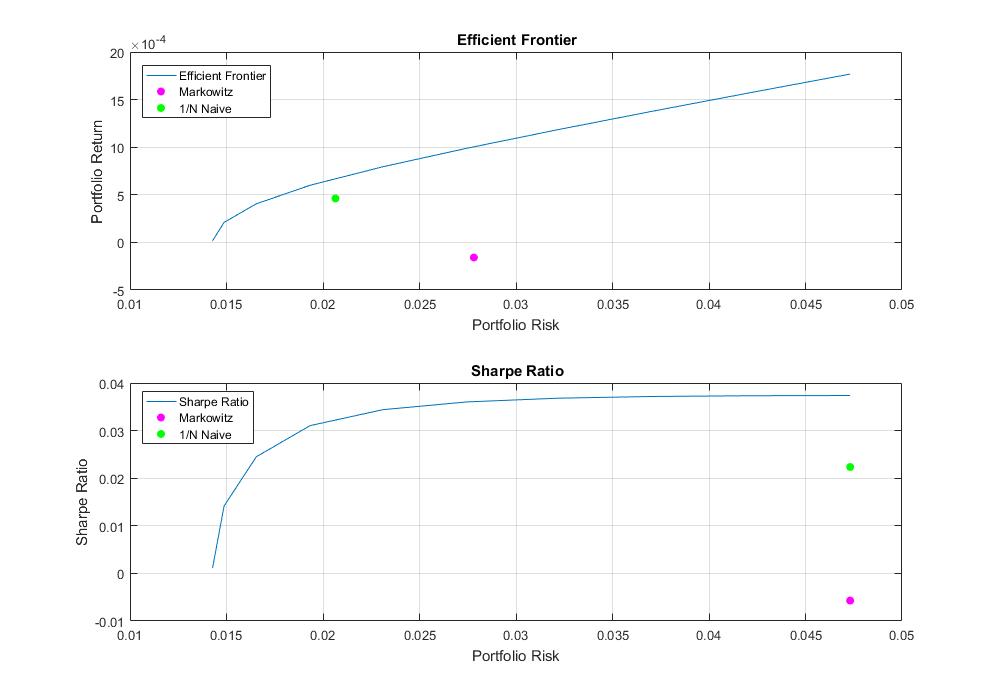 Efficient Frontier
×10-4
20
15
10
5
0
-5
Portfolio Return
Efficient Frontier
Markowitz
1/N Naive
0.01 0.015 0.02 0.025 0.03 0.035 0.04 0.045 0.05
Portfolio Risk
Sharpe Ratio
0.04
0.03
0.02
0.01
0
-0.01
Sharpe Ratio
Sharpe Ratio
Markowitz
1/N Naive
0.01 0.015 0.02 0.025 0.03 0.035 0.04 0.045 0.05
Portfolio Risk